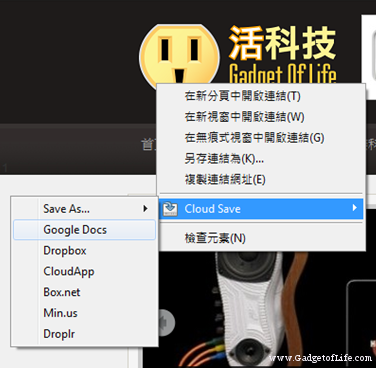 活科技
Gadget Of Life
在新分頁中開啟連結(T)
在新視窗中開啟連結(W)
在無痕式視窗中開啟連結(G)
另存連結為(K)...
複製連結網址(E)
Cloud Save
檢查元素(N)
首
Save As...
Google Docs
Dropbox
CloudApp
Box.net
Min.us
Droplr
www.GadgetofLife.com